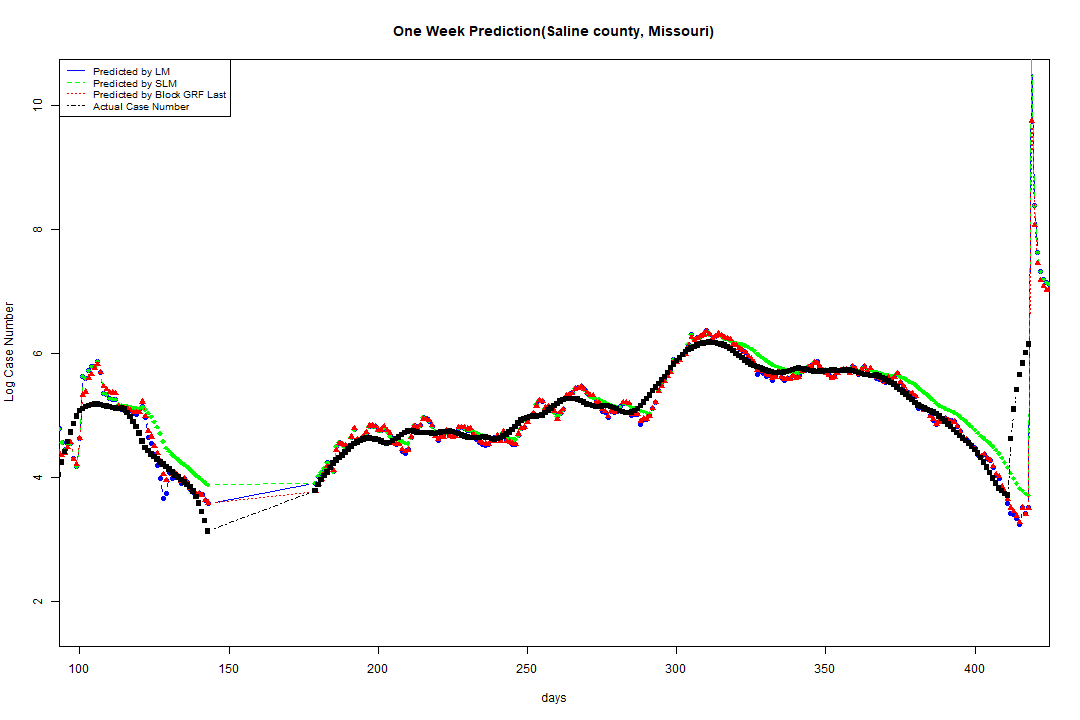 One Week Prediction(Saline county, Missouri)
Predicted by LM
Predicted by SLM
Predicted by Block GRF Last
Actual Case Number
Log Case Number
10
8
6
4
2
100 150 200 250 300 350 400
days